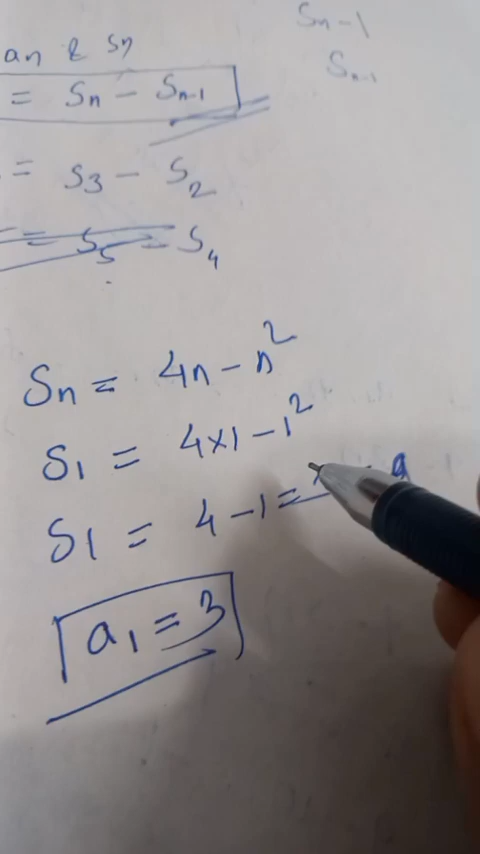 Sn-1
an & Sn
Sn-1
= Sn - Sn-1
= S3 - S2
= S5 = S4
Sn = 4n - n²
S1 = 4×1 - 1²
S1 = 4 - 1 =
a1 = 3